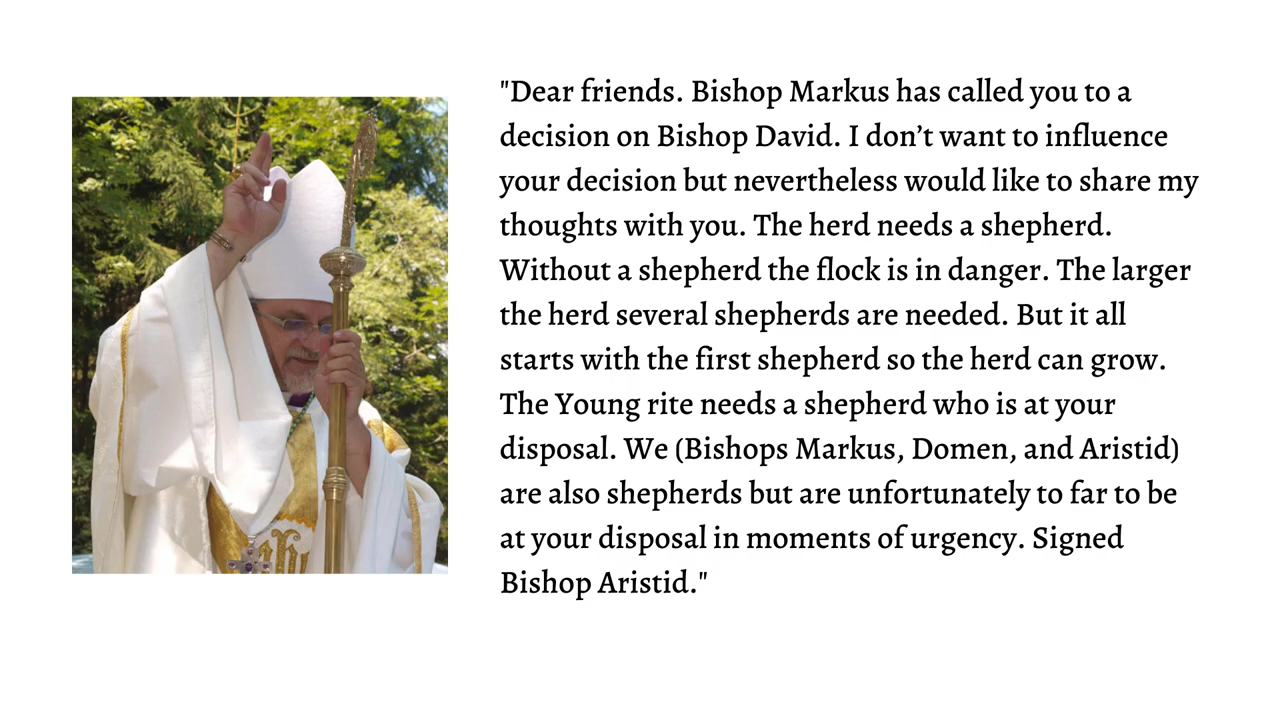 "Dear friends. Bishop Markus has called you to a
decision on Bishop David. I don’t want to influence
your decision but nevertheless would like to share my
thoughts with you. The herd needs a shepherd.
Without a shepherd the flock is in danger. The larger
the herd several shepherds are needed. But it all
starts with the first shepherd so the herd can grow.
The Young rite needs a shepherd who is at your
disposal. We (Bishops Markus, Domen, and Aristid)
are also shepherds but are unfortunately to far to be
at your disposal in moments of urgency. Signed
Bishop Aristid."